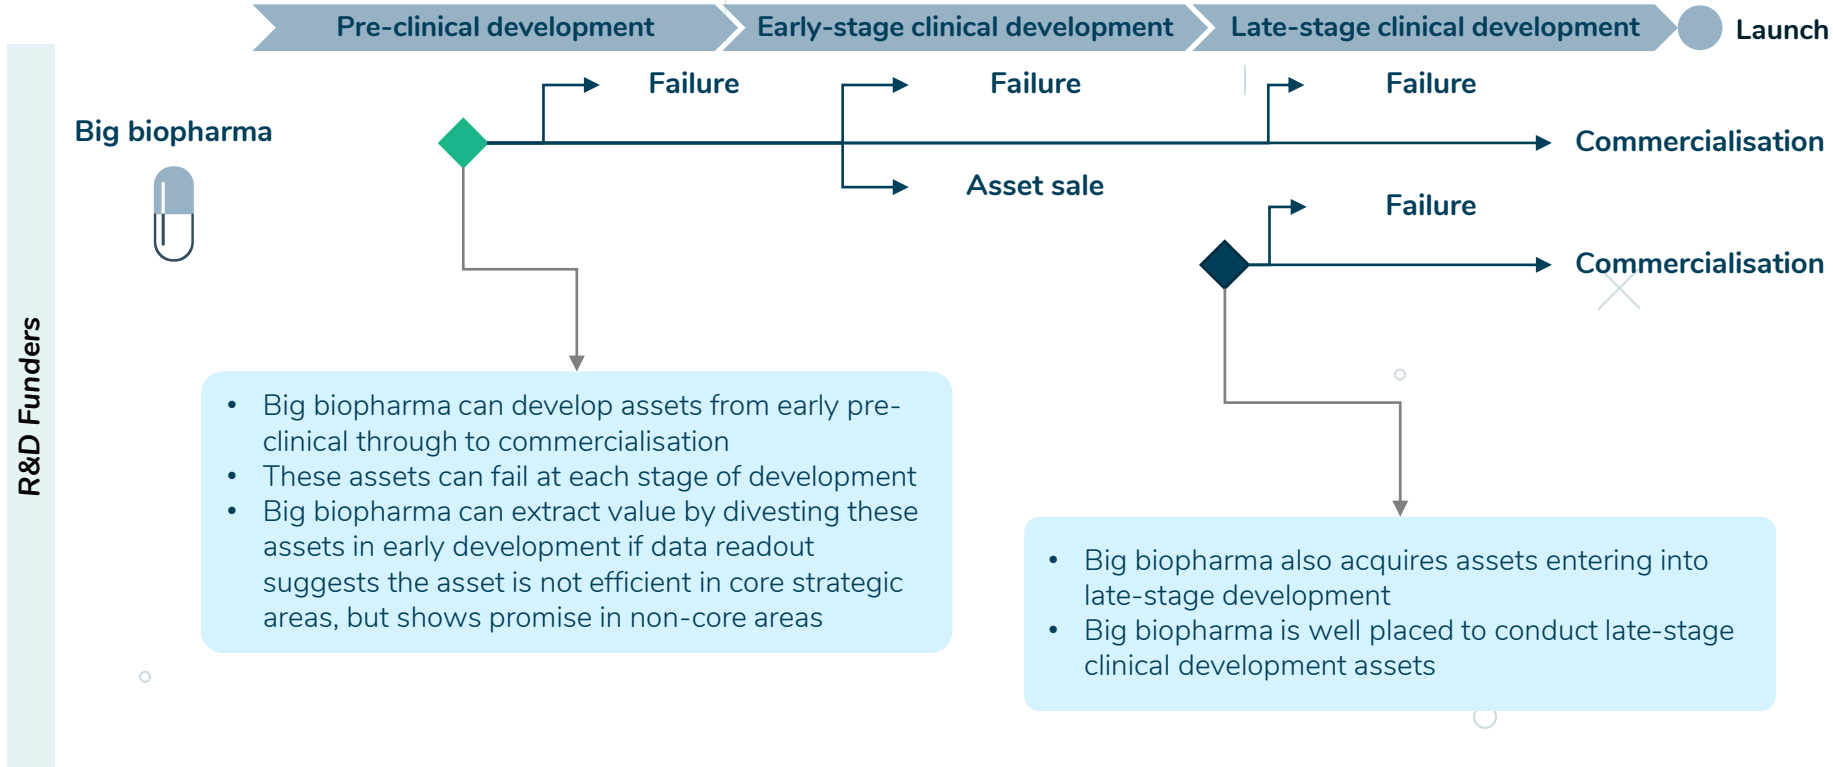 Pre-clinical development
Early-stage clinical development
Late-stage clinical development
Launch
Failure
Failure
Failure
Big biopharma
Commercialisation
Asset sale
Failure
Commercialisation
R&D Funders
• Big biopharma can develop assets from early pre-
clinical through to commercialisation
• These assets can fail at each stage of development
• Big biopharma can extract value by divesting these
assets in early development if data readout
suggests the asset is not efficient in core strategic
areas, but shows promise in non-core areas
• Big biopharma also acquires assets entering into
late-stage development
• Big biopharma is well placed to conduct late-stage
clinical development assets